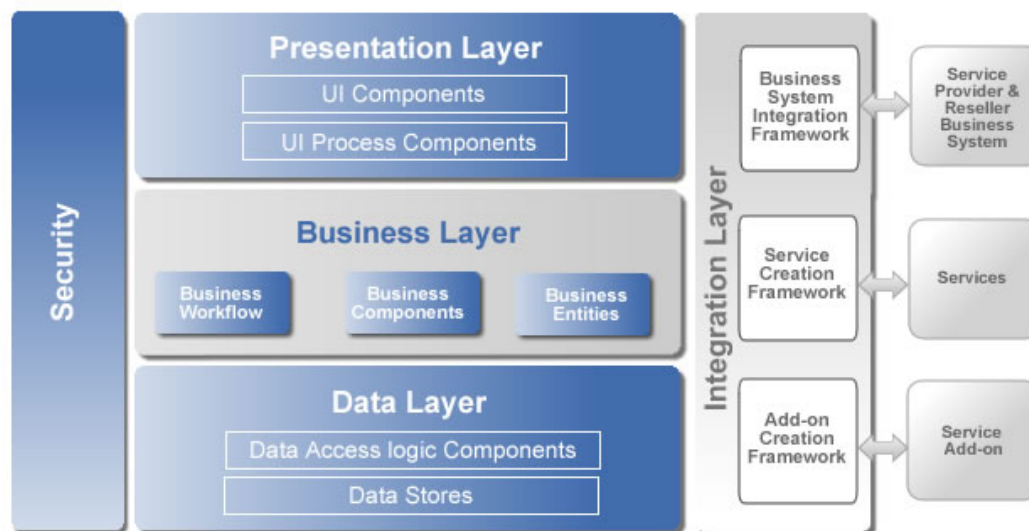 Security
Presentation Layer
UI Components
UI Process Components
Business Layer
Business
Workflow
Business
Components
Business
Entities
Data Layer
Data Access logic Components
Data Stores
Integration Layer
Business
System
Integration
Framework
Service
Provider &
Reseller
Business
System
Service
Creation
Framework
Services
Add-on
Creation
Framework
Service
Add-on